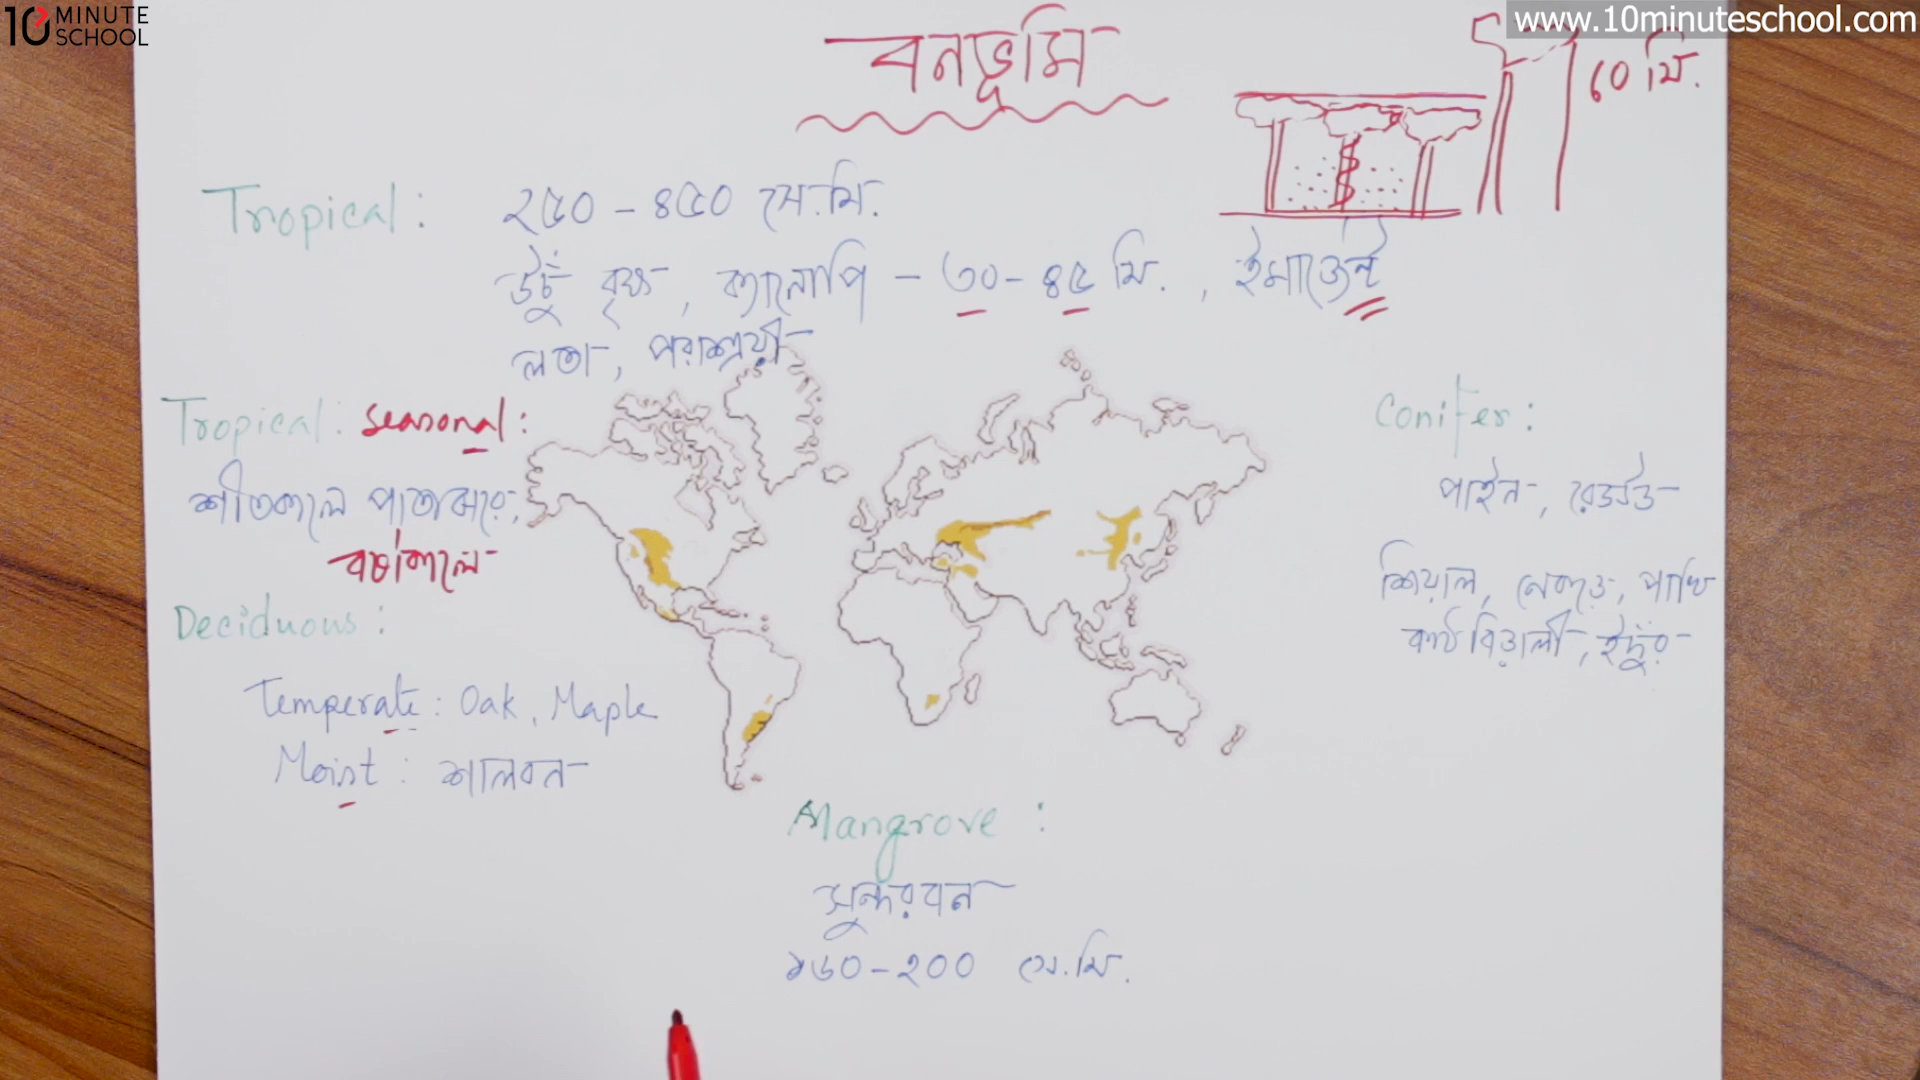 10 MINUTE SCHOOL
www.10minuteschool.com
বনভূমি
৬০ মি.
Tropical : ২৫০ – ৪৫০ সে.মি.
উঁচু বৃক্ষ, ক্যানোপি – ৩০ - ৪৫ মি. , ইমার্জেন্ট
লতা, পরাশ্রয়ী
Tropical : seasonal :
শীতকালে পাতাঝরে,
বর্ষাকালে
Deciduous :
Temperate : Oak, Maple
Moist : শালবন
Conifer :
পাইন, রেডউড
শিয়াল, নেকড়ে, পাখি
কাঠবিড়ালী, ইঁদুর
Mangrove :
সুন্দরবন
১৬০ – ২০০ সে.মি.